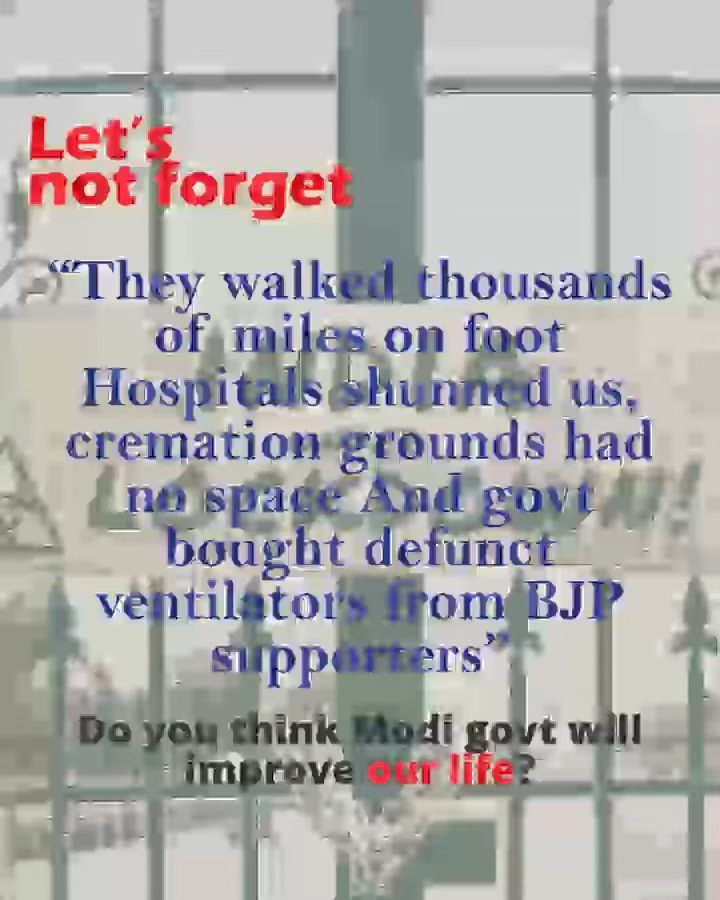 Let's
not forget
“They walked thousands
of miles on foot
Hospitals shunned us,
cremation grounds had
no space And govt
bought defunct
ventilators from BJP
supporters”
Do you think Modi govt will
improve our life?